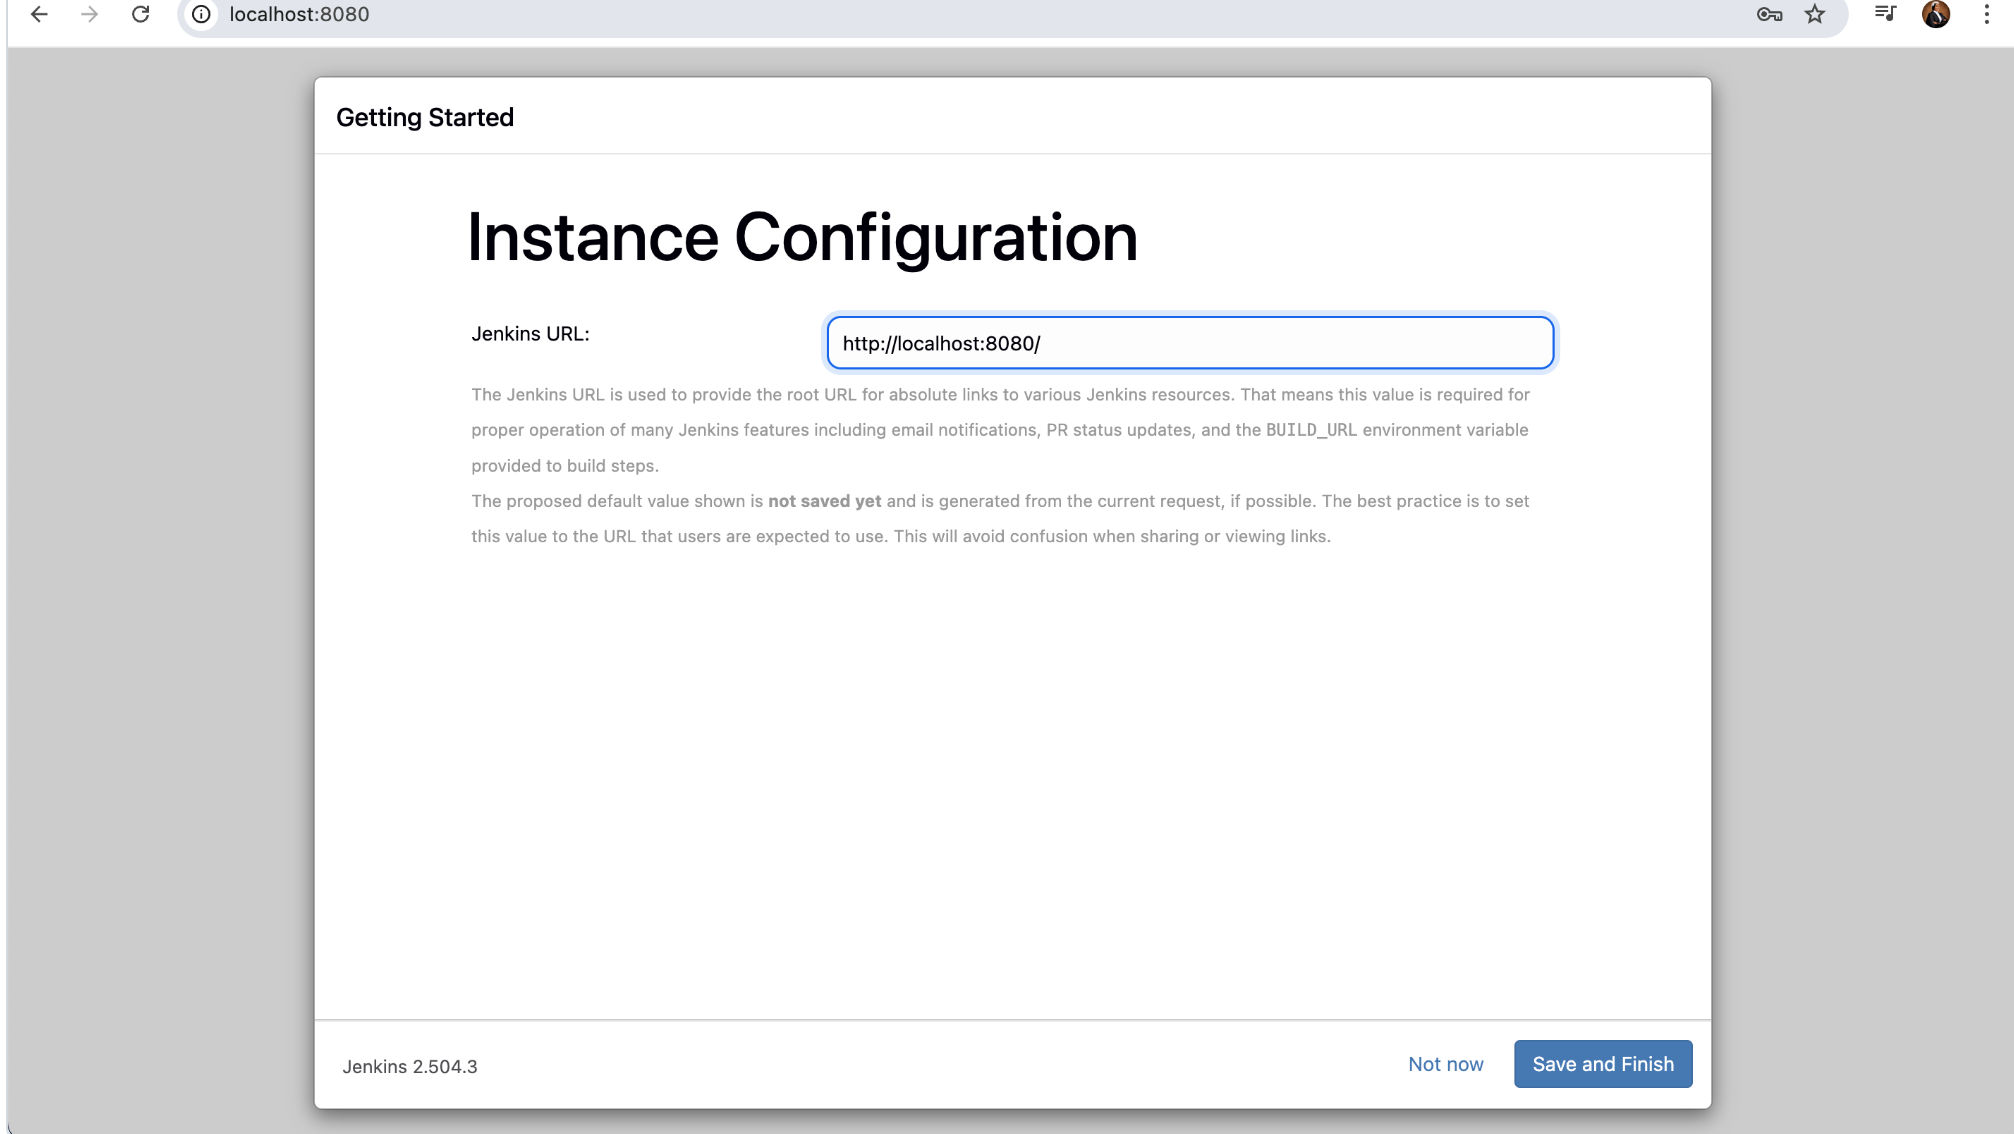 localhost:8080
Getting Started
Instance Configuration
Jenkins URL:
http://localhost:8080/
The Jenkins URL is used to provide the root URL for absolute links to various Jenkins resources. That means this value is required for
proper operation of many Jenkins features including email notifications, PR status updates, and the BUILD_URL environment variable
provided to build steps.
The proposed default value shown is not saved yet and is generated from the current request, if possible. The best practice is to set
this value to the URL that users are expected to use. This will avoid confusion when sharing or viewing links.
Jenkins 2.504.3
Not now
Save and Finish